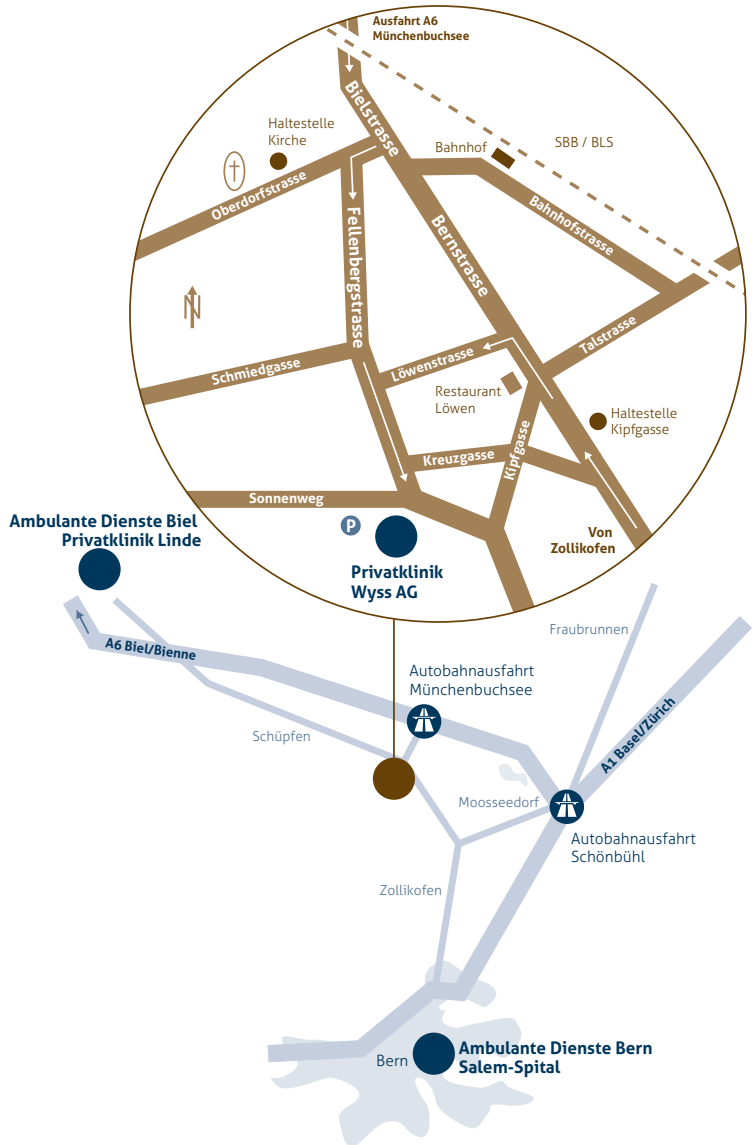 Ausfahrt A6
Münchenbuchsee
Bielstrasse
Haltestelle
Kirche
Bahnhof
SBB / BLS
Oberdorfstrasse
Fellenbergstrasse
Bernstrasse
Bahnhofstrasse
N
Talstrasse
Löwenstrasse
Schmiedgasse
Restaurant
Löwen
Haltestelle
Kipfgasse
Kreuzgasse
Kipfgasse
Sonnenweg
P
Von
Zollikofen
Privatklinik
Wyss AG
Ambulante Dienste Biel
Privatklinik Linde
A6 Biel/Bienne
Fraubrunnen
Autobahnausfahrt
Münchenbuchsee
Schüpfen
A1 Basel/Zürich
Moosseedorf
Autobahnausfahrt
Schönbühl
Zollikofen
Bern
Ambulante Dienste Bern
Salem-Spital